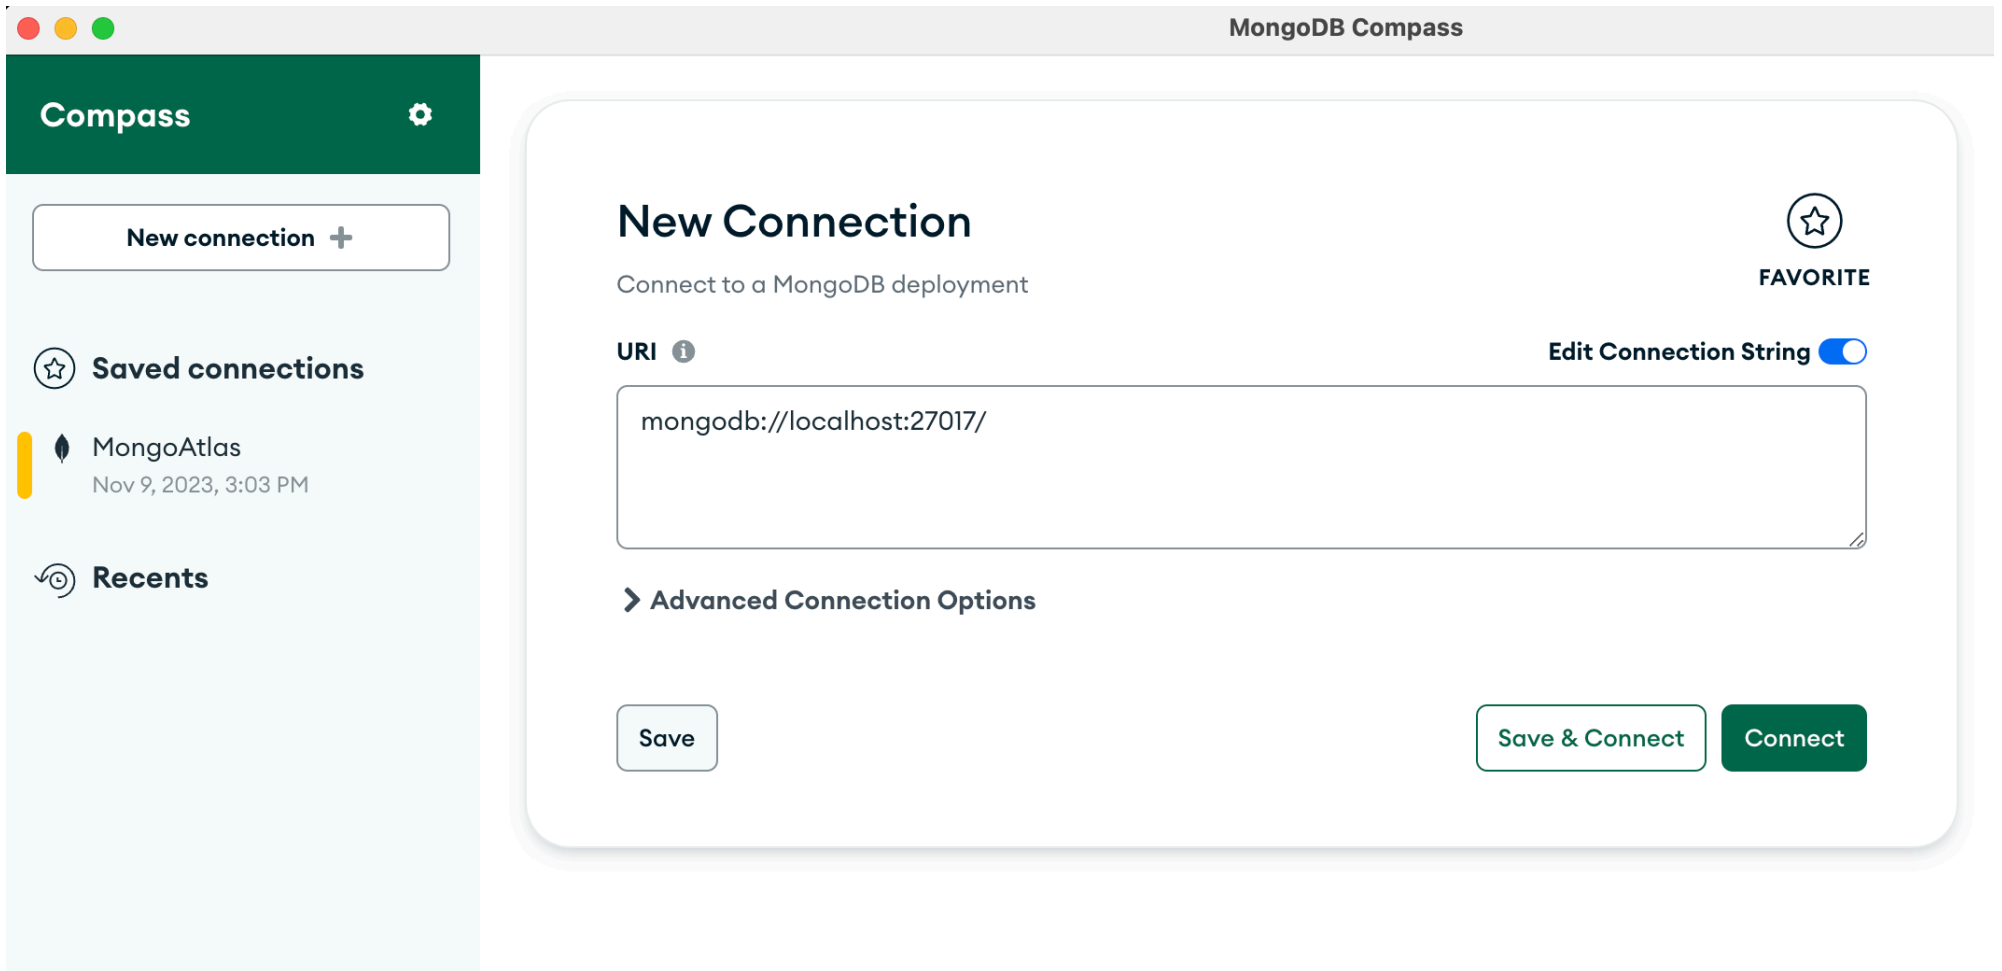 MongoDB Compass
Compass
New connection
Saved connections
MongoAtlas
Nov 9, 2023, 3:03 PM
Recents
New Connection
Connect to a MongoDB deployment
FAVORITE
URI
Edit Connection String
mongodb://localhost:27017/
Advanced Connection Options
Save
Save & Connect
Connect